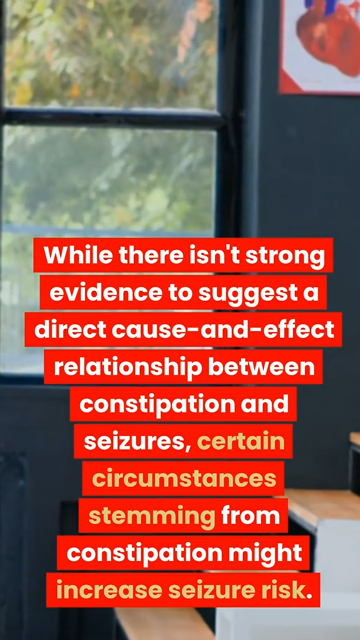 While there isn't strong
evidence to suggest a
direct cause-and-effect
relationship between
constipation and
seizures, certain
circumstances
stemming from
constipation might
increase seizure risk.